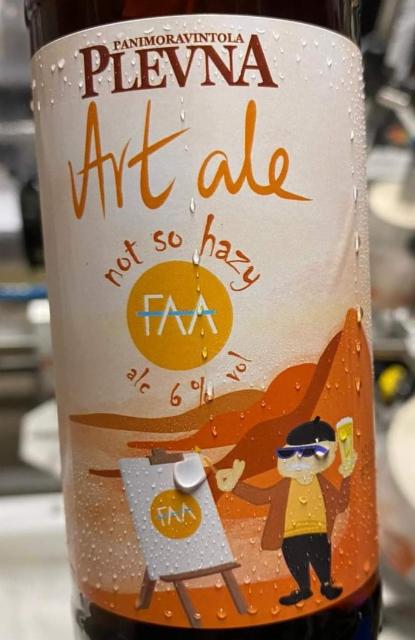 PANIMORAVINTOLA
PLEVNA
Art ale
not so hazy
FAA
alc 6% vol
FAA